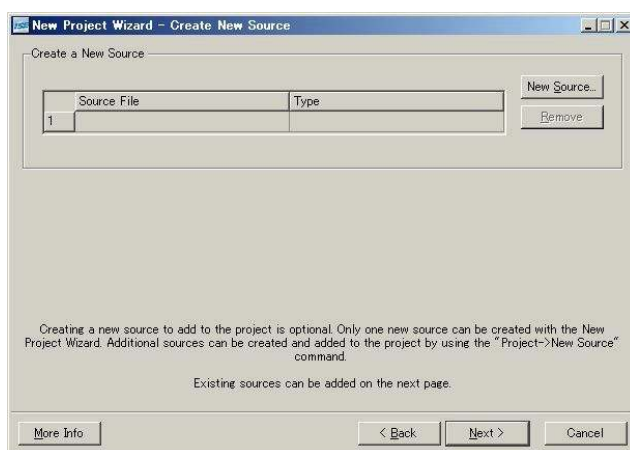 ise New Project Wizard - Create New Source
Create a New Source
Source File Type
1
New Source...
Remove
Creating a new source to add to the project is optional. Only one new source can be created with the New
Project Wizard. Additional sources can be created and added to the project by using the "Project->New Source"
command.
Existing sources can be added on the next page.
More Info < Back Next > Cancel